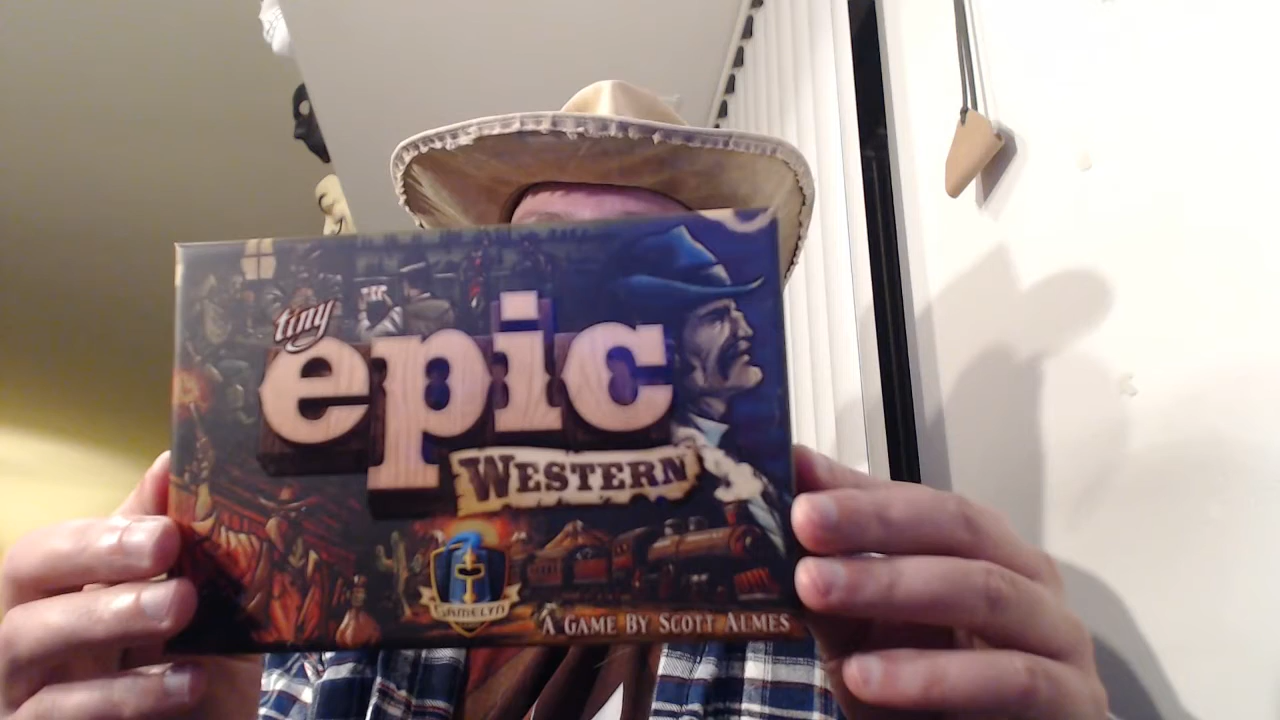 tiny
epic
WESTERN
GAMELYN
A GAME BY SCOTT ALMES